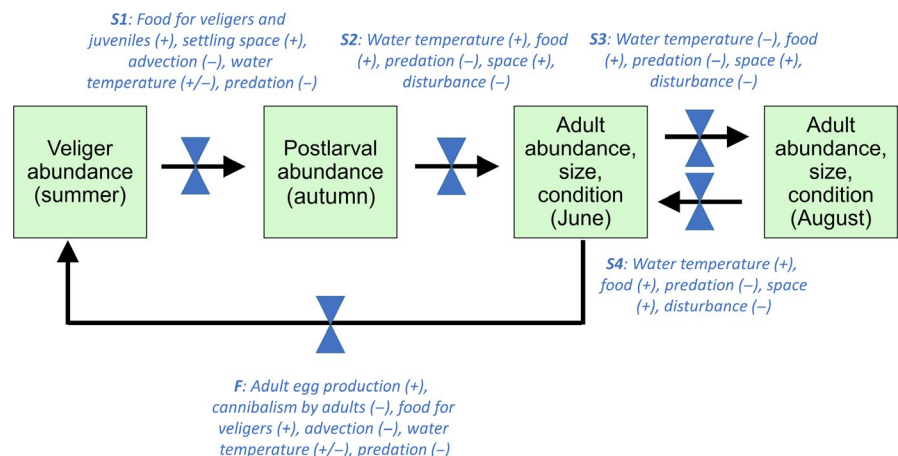 S1: Food for veligers and
juveniles (+), settling space (+),
advection (–), water
temperature (+/–), predation (–)
S2: Water temperature (+), food
(+), predation (–), space (+),
disturbance (–)
S3: Water temperature (–), food
(+), predation (–), space (+),
disturbance (–)
Veliger
abundance
(summer)
Postlarval
abundance
(autumn)
Adult
abundance,
size,
condition
(June)
Adult
abundance,
size,
condition
(August)
S4: Water temperature (+),
food (+), predation (–), space
(+), disturbance (–)
F: Adult egg production (+),
cannibalism by adults (–), food for
veligers (+), advection (–), water
temperature (+/–), predation (–)